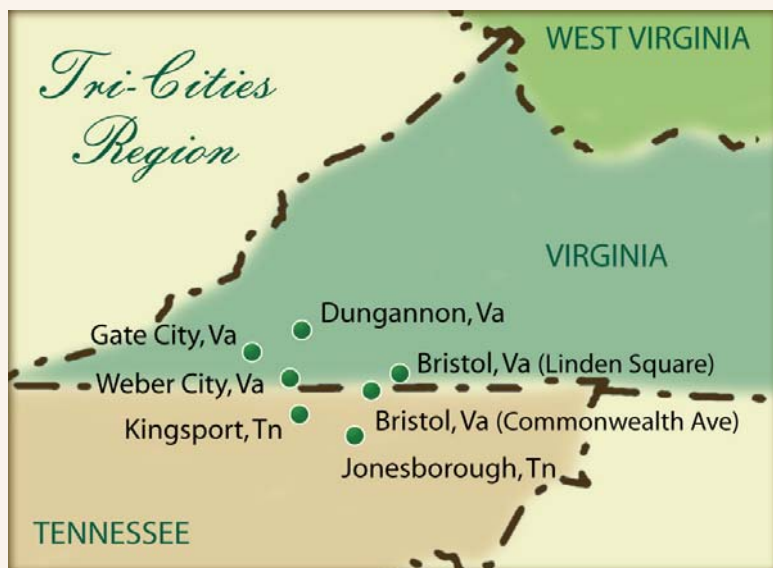 Tri-Cities
Region
WEST VIRGINIA
VIRGINIA
Dungannon, Va
Gate City, Va
Bristol, Va (Linden Square)
Weber City, Va
Kingsport, Tn
Bristol, Va (Commonwealth Ave)
Jonesborough, Tn
TENNESSEE